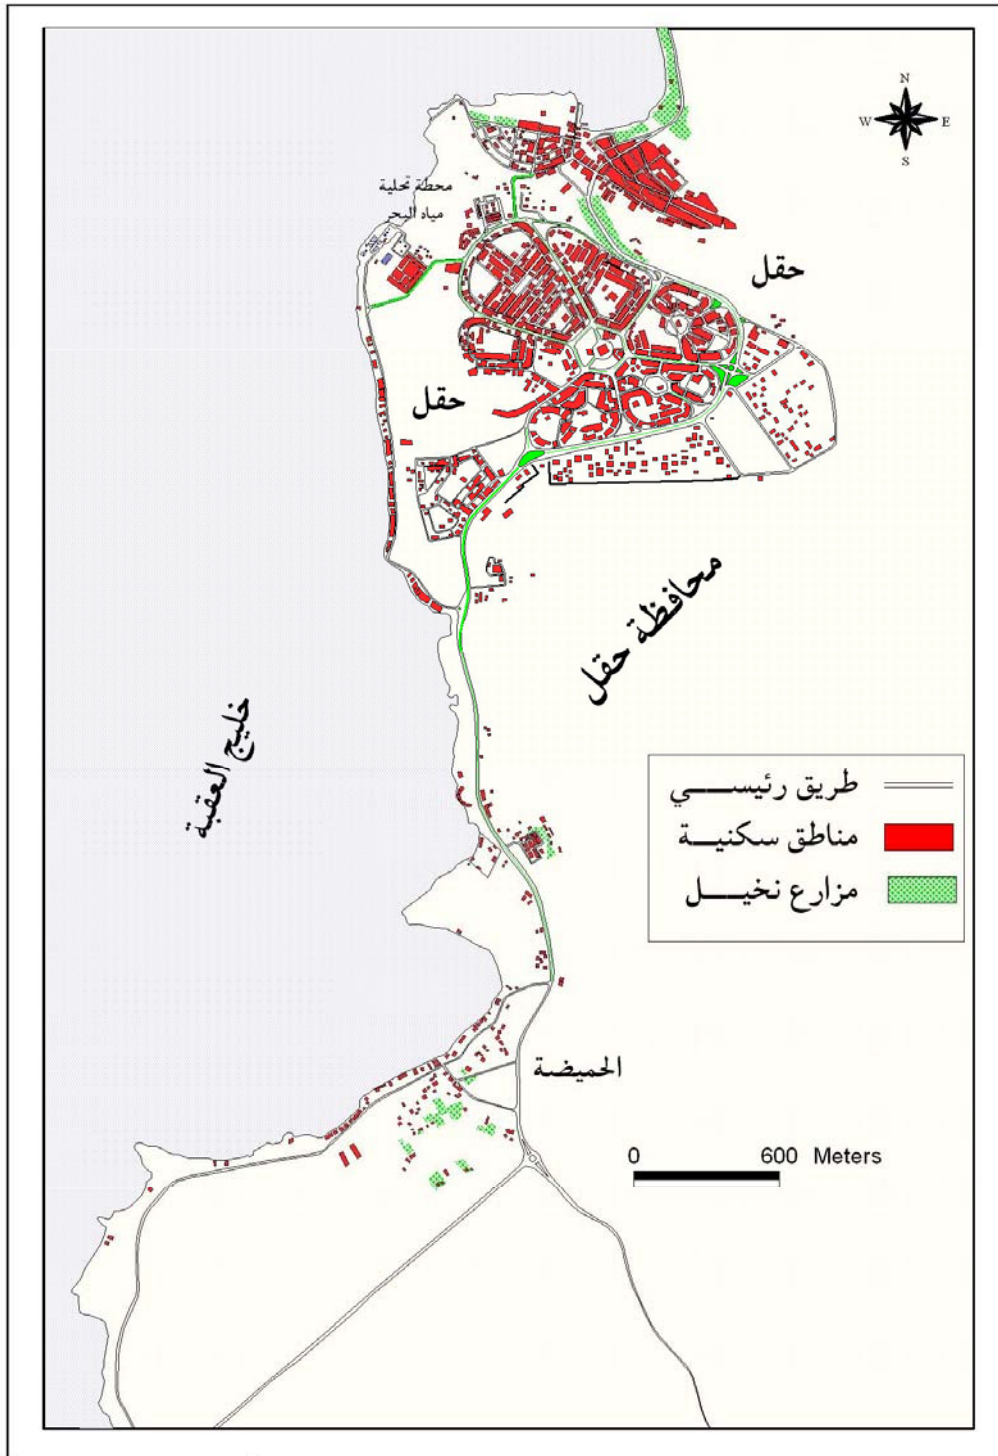 N
W E
S
محطة تحلية
مياه البحر
حقل
حقل
محافظة حقل
خليج العقبة
طريق رئيســـي
مناطق سكنيــة
مزارع نخيـــل
الحميضة
0 600 Meters